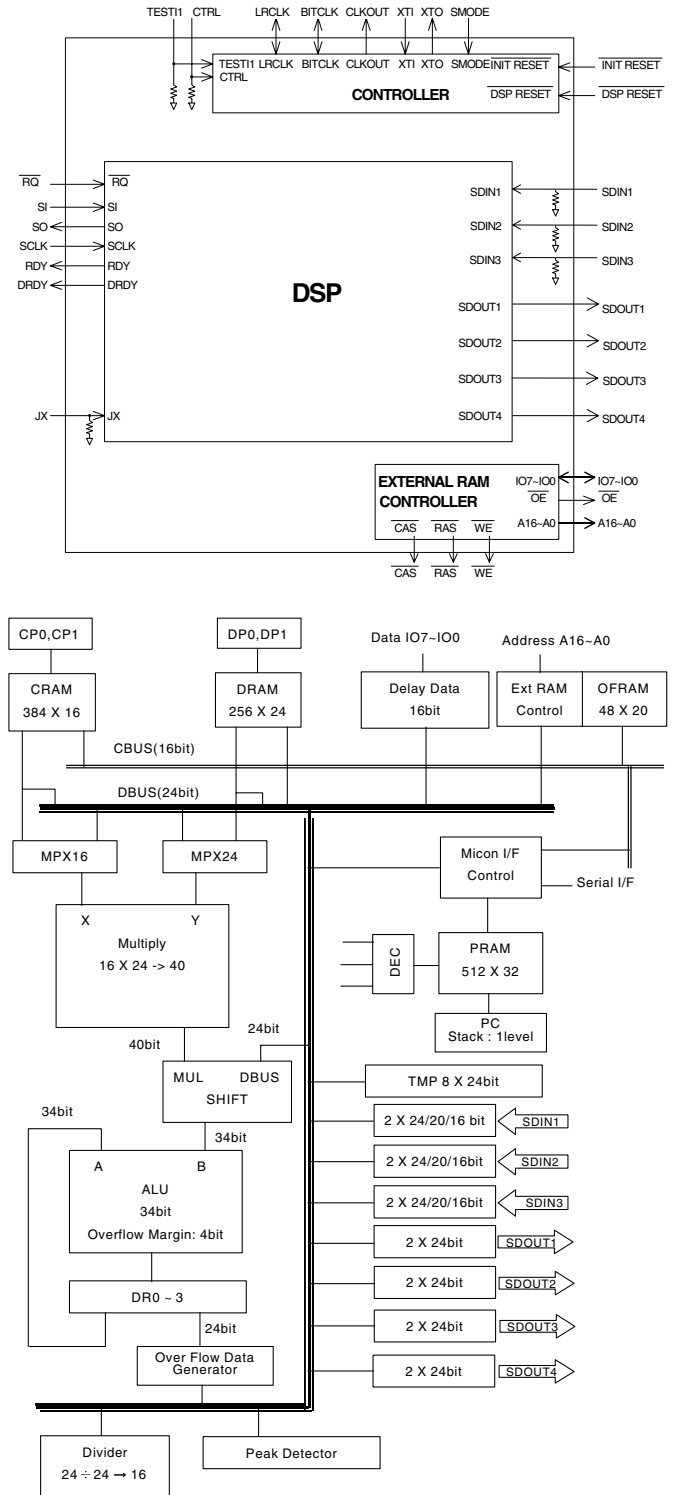 TESTI1 CTRL LRCLK BITCLK CLKOUT XTI XTO SMODE
TESTI1 LRCLK BITCLK CLKOUT XTI XTO SMODE INIT RESET INIT RESET
CTRL
CONTROLLER DSP RESET DSP RESET
RQ RQ SDIN1 SDIN1
SI SI
SO SO SDIN2 SDIN2
SCLK SCLK
RDY RDY SDIN3 SDIN3
DRDY DRDY
DSP
SDOUT1 SDOUT1
SDOUT2 SDOUT2
SDOUT3 SDOUT3
JX JX SDOUT4 SDOUT4
EXTERNAL RAM IO7~IO0 IO7~IO0
CONTROLLER OE OE
CAS RAS WE A16~A0 A16~A0
CAS RAS WE
CP0,CP1 DP0,DP1 Data IO7~IO0 Address A16~A0
CRAM DRAM Delay Data Ext RAM OFRAM
384 X 16 256 X 24 16bit Control 48 X 20
CBUS(16bit)
DBUS(24bit)
MPX16 MPX24 Micon I/F
Control
Serial I/F
X Y
Multiply
16 X 24 -> 40
DEC
PRAM
512 X 32
PC
Stack : 1level
40bit 24bit
MUL DBUS
SHIFT
TMP 8 X 24bit
34bit 34bit
2 X 24/20/16 bit SDIN1
A B
ALU
34bit
Overflow Margin: 4bit
2 X 24/20/16bit SDIN2
2 X 24/20/16bit SDIN3
2 X 24bit SDOUT1
DR0 ~ 3 2 X 24bit SDOUT2
24bit 2 X 24bit SDOUT3
Over Flow Data
Generator
2 X 24bit SDOUT4
Divider Peak Detector
24 ÷ 24 → 16